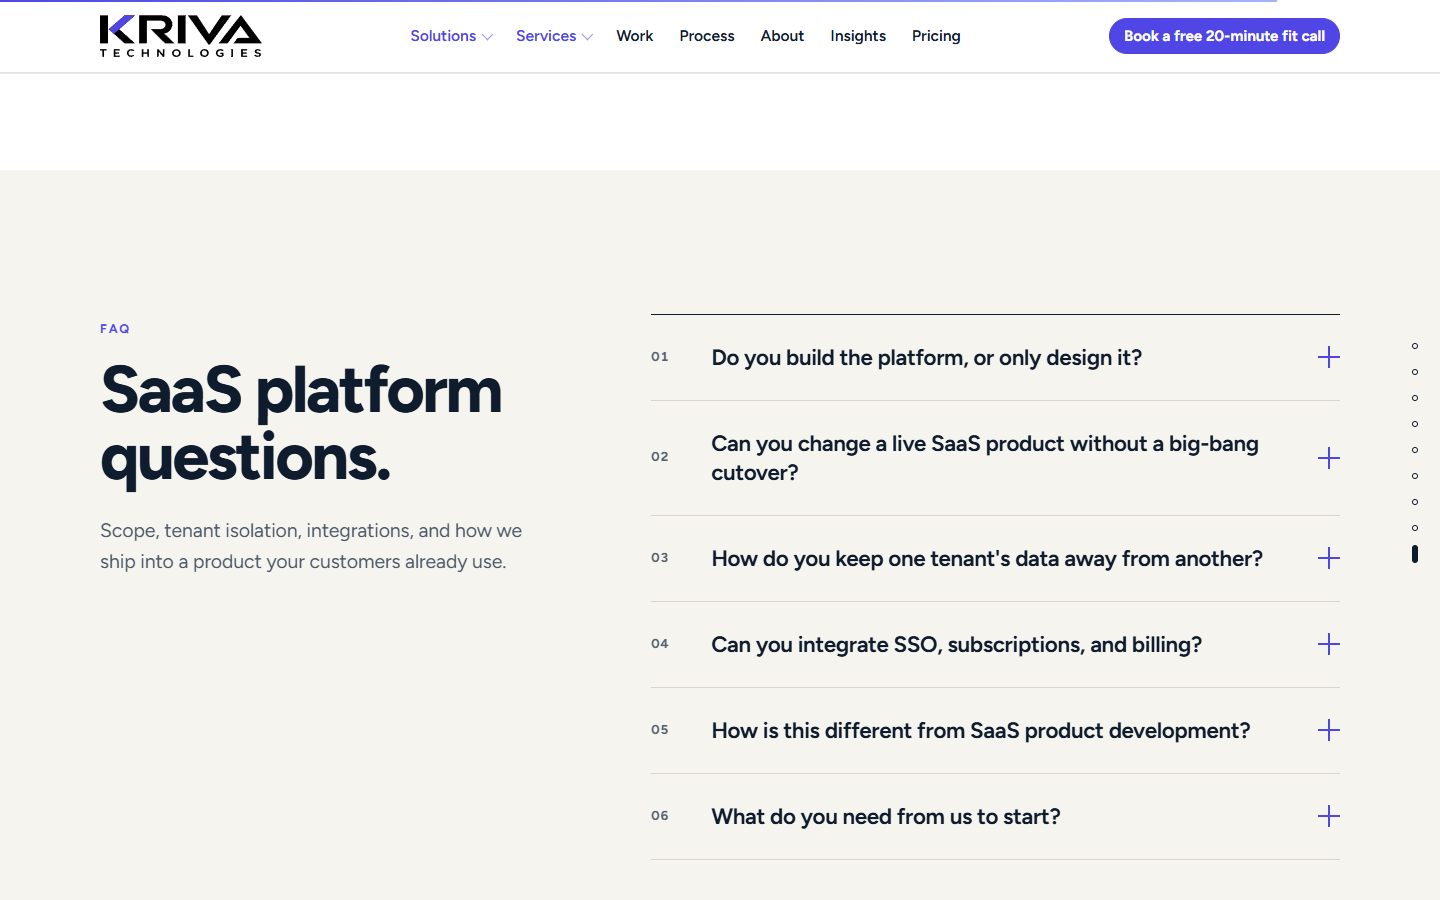 KRIVA
TECHNOLOGIES
Solutions
Services
Work
Process
About
Insights
Pricing
Book a free 20-minute fit call
FAQ
SaaS platform
questions.
Scope, tenant isolation, integrations, and how we
ship into a product your customers already use.
01
Do you build the platform, or only design it?
02
Can you change a live SaaS product without a big-bang
cutover?
03
How do you keep one tenant's data away from another?
04
Can you integrate SSO, subscriptions, and billing?
05
How is this different from SaaS product development?
06
What do you need from us to start?